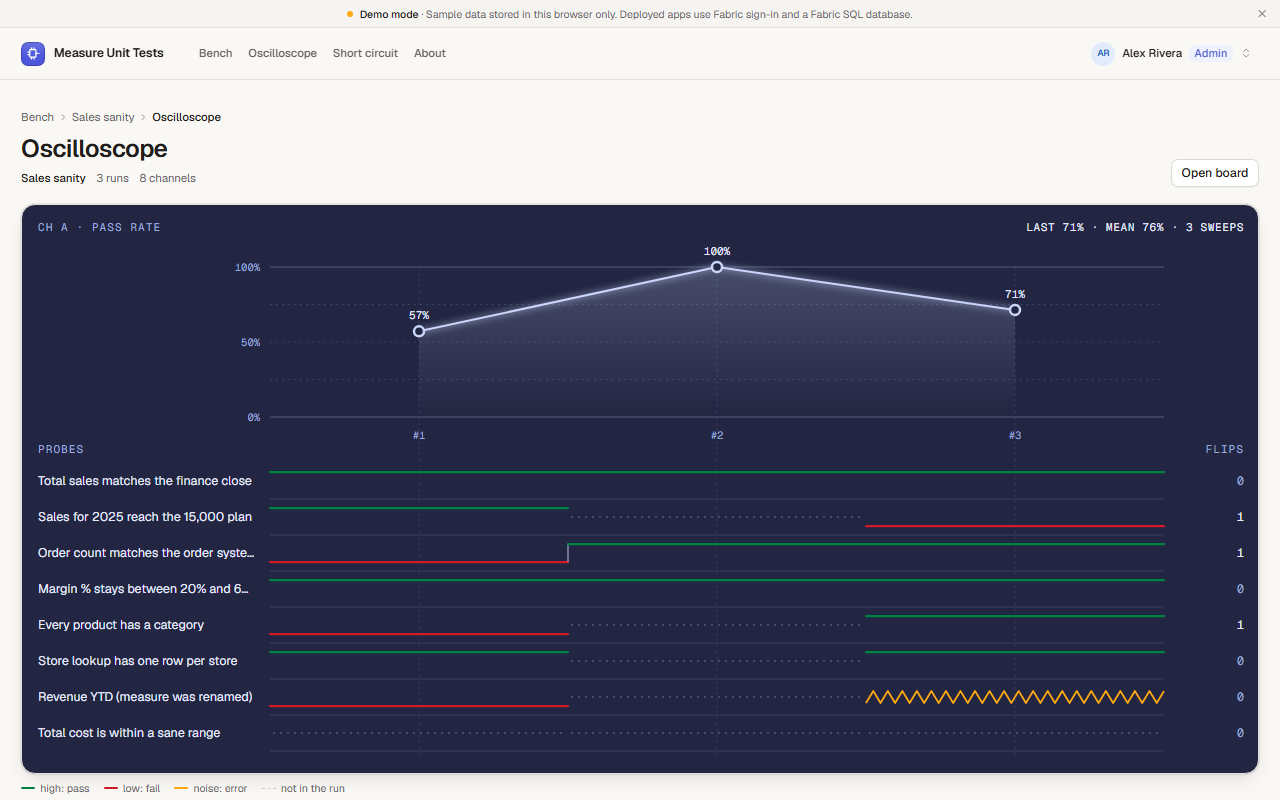 Demo mode · Sample data stored in this browser only. Deployed apps use Fabric sign-in and a Fabric SQL database.
Measure Unit Tests
Bench
Oscilloscope
Short circuit
About
AR
Alex Rivera
Admin
Bench > Sales sanity > Oscilloscope
Oscilloscope
Sales sanity 3 runs 8 channels
Open board
CH A · PASS RATE
LAST 71% · MEAN 76% · 3 SWEEPS
100%
50%
0%
57%
100%
71%
#1
#2
#3
PROBES
FLIPS
Total sales matches the finance close 0
Sales for 2025 reach the 15,000 plan 1
Order count matches the order syste… 1
Margin % stays between 20% and 6… 0
Every product has a category 1
Store lookup has one row per store 0
Revenue YTD (measure was renamed) 0
Total cost is within a sane range 0
high: pass
low: fail
noise: error
not in the run